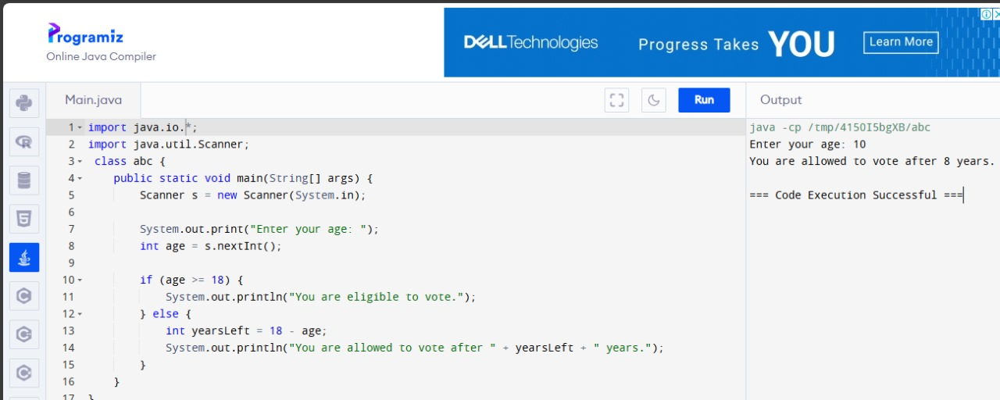 Programiz
Online Java Compiler
DELLTechnologies
Progress Takes YOU
Learn More
Main.java
Run
Output
1 import java.io.*;
2 import java.util.Scanner;
3 class abc {
4 public static void main(String[] args) {
5 Scanner s = new Scanner(System.in);
6
7 System.out.print("Enter your age: ");
8 int age = s.nextInt();
9
10 if (age >= 18) {
11 System.out.println("You are eligible to vote.");
12 } else {
13 int yearsLeft = 18 - age;
14 System.out.println("You are allowed to vote after " + yearsLeft + " years.");
15 }
16 }
17 }
java -cp /tmp/4150I5bgXB/abc
Enter your age: 10
You are allowed to vote after 8 years.
=== Code Execution Successful ===